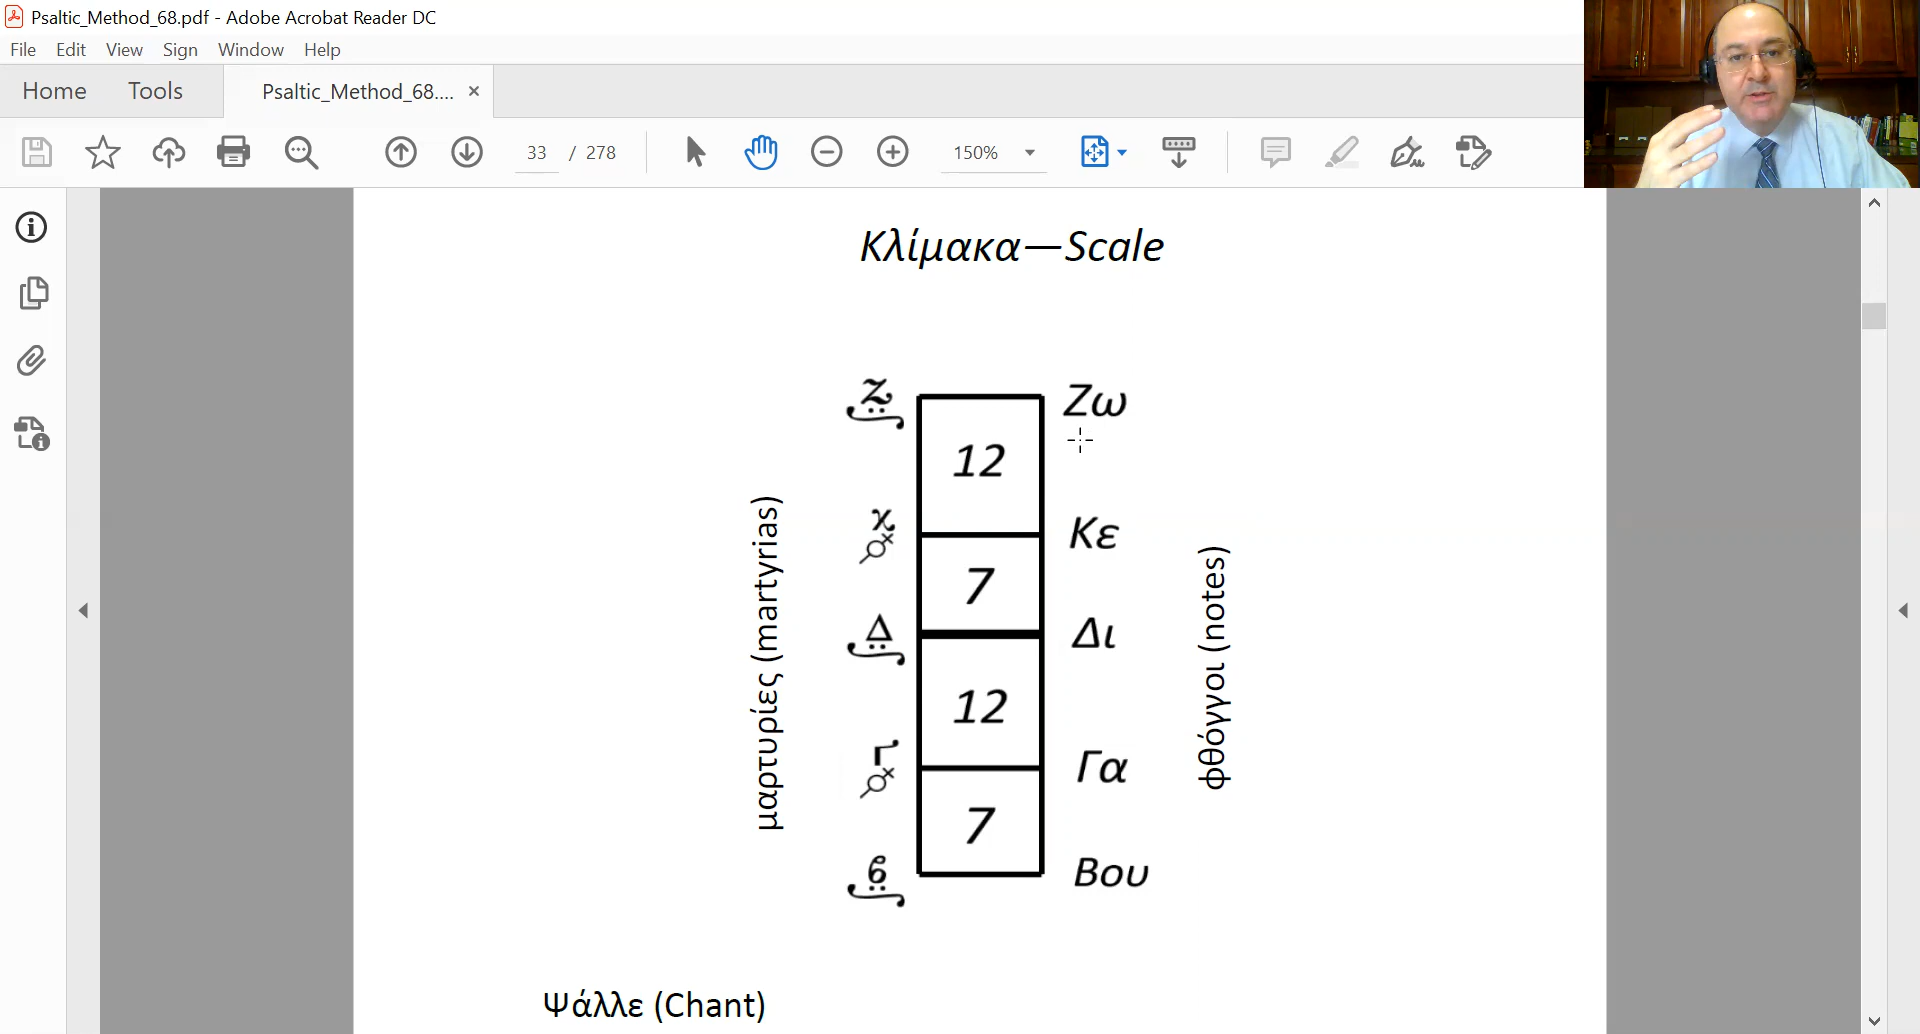 Psaltic_Method_68.pdf - Adobe Acrobat Reader DC
File Edit View Sign Window Help
Home Tools Psaltic_Method_68.... ×
33 / 278 150%
Κλίμακα—Scale
Ζ Ζω
12
χ Κε
7
Δ Δι
12
Γ Γα
7
6 Βου
μαρτυρίες (martyrias)
φθόγγοι (notes)
Ψάλλε (Chant)